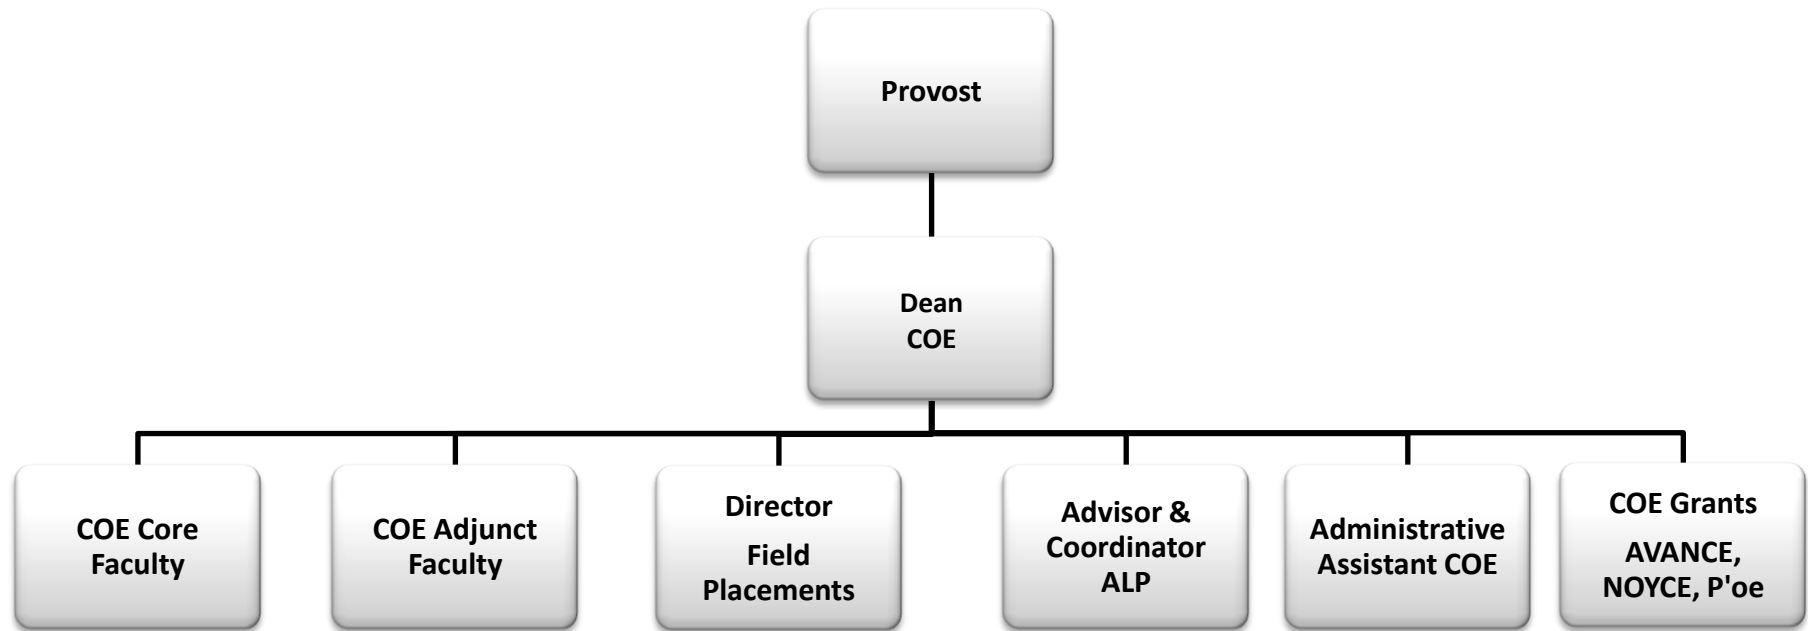 Provost
Dean
COE
COE Core
Faculty
COE Adjunct
Faculty
Director
Field
Placements
Advisor &
Coordinator
ALP
Administrative
Assistant COE
COE Grants
AVANCE,
NOYCE, P'oe